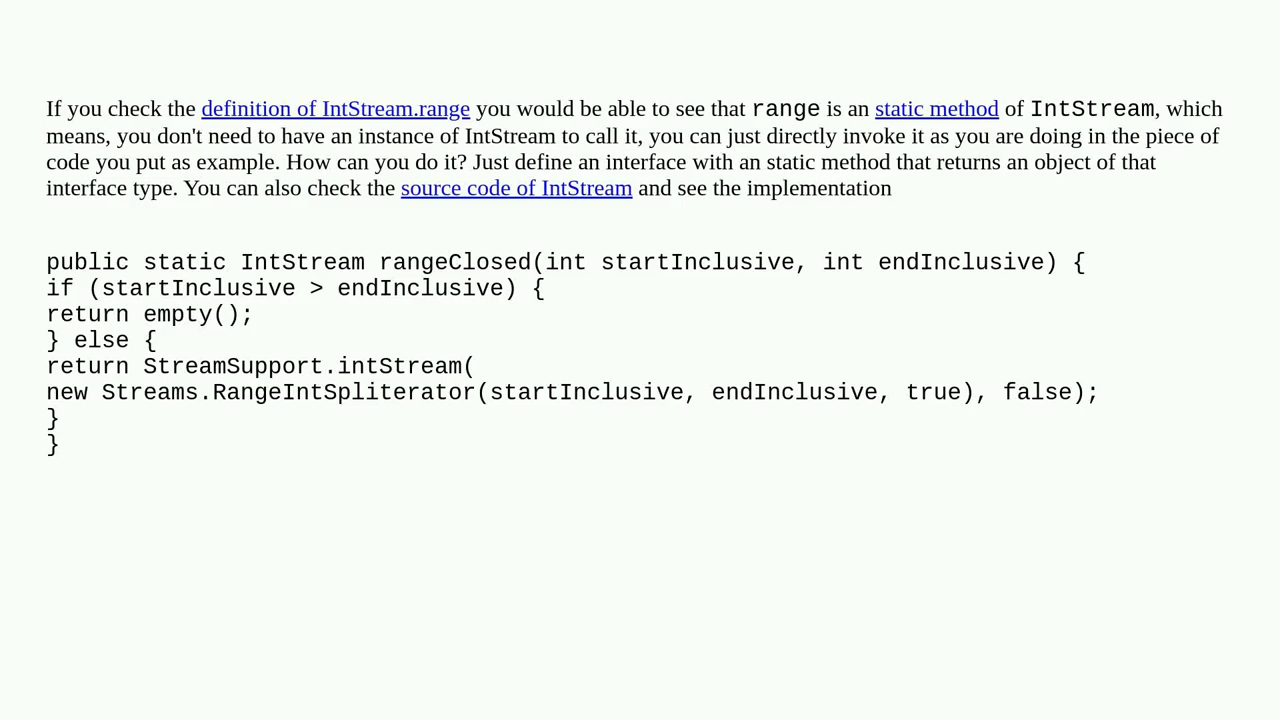 If you check the definition of IntStream.range you would be able to see that range is an static method of IntStream, which
means, you don't need to have an instance of IntStream to call it, you can just directly invoke it as you are doing in the piece of
code you put as example. How can you do it? Just define an interface with an static method that returns an object of that
interface type. You can also check the source code of IntStream and see the implementation
public static IntStream rangeClosed(int startInclusive, int endInclusive) {
if (startInclusive > endInclusive) {
return empty();
} else {
return StreamSupport.intStream(
new Streams.RangeIntSpliterator(startInclusive, endInclusive, true), false);
}
}